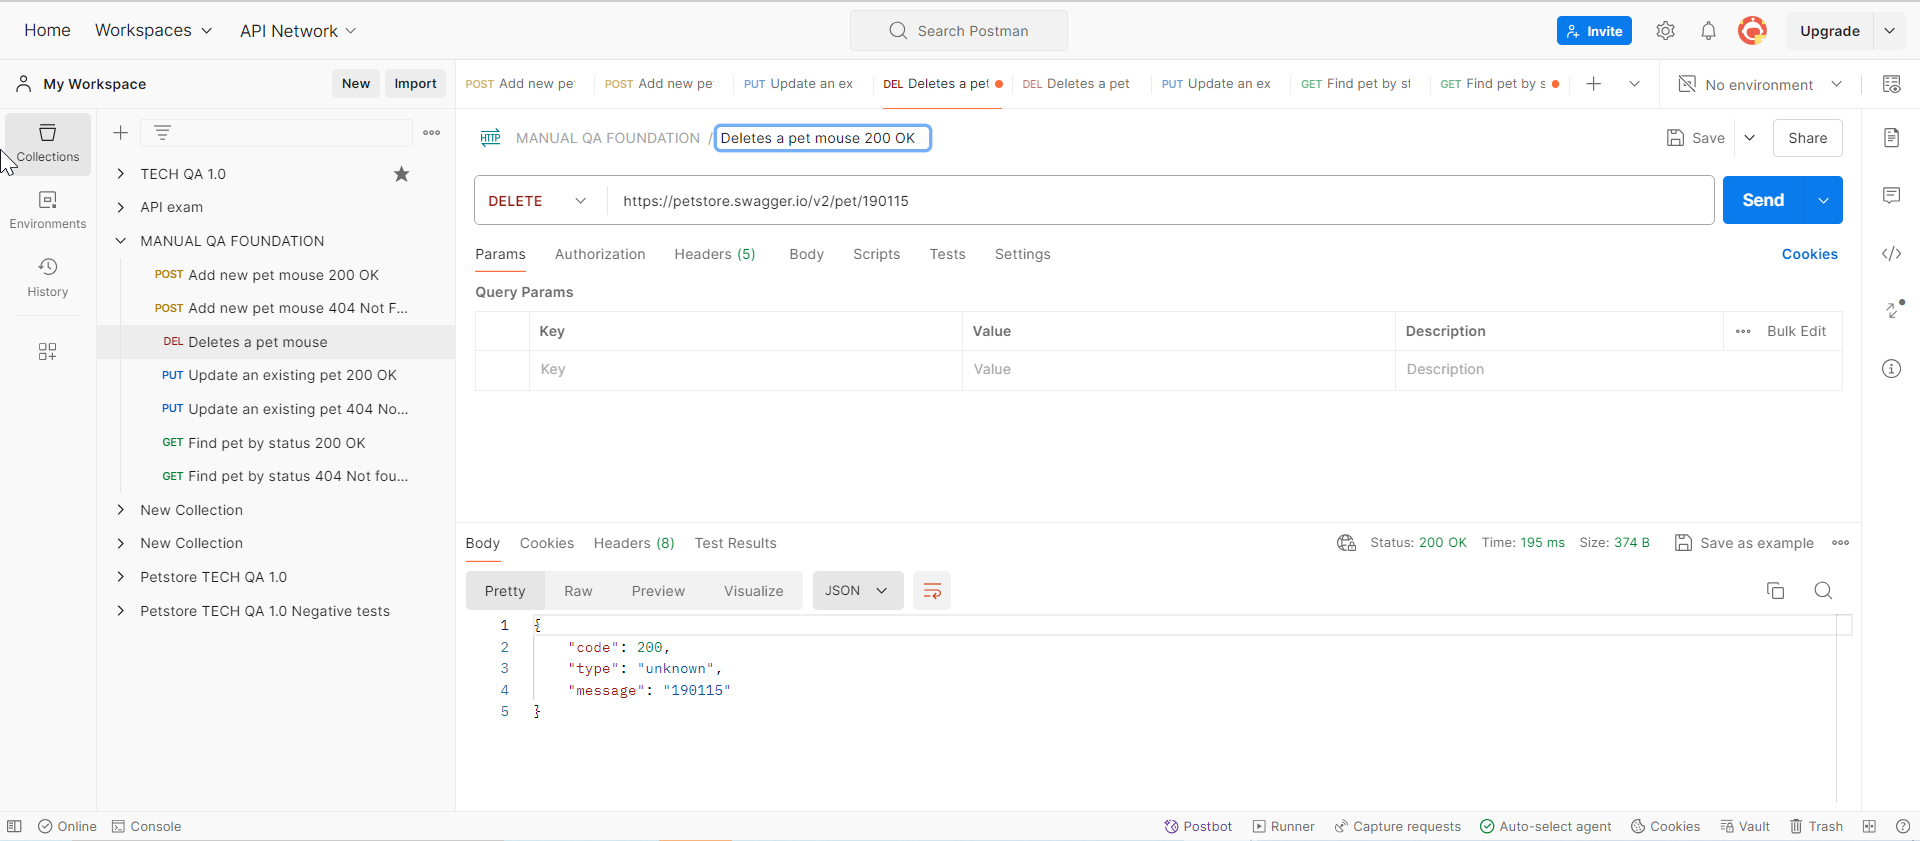 Home Workspaces API Network Search Postman Invite Upgrade
My Workspace New Import POST Add new pe POST Add new pe PUT Update an ex DEL Deletes a pet DEL Deletes a pet PUT Update an ex GET Find pet by st GET Find pet by s No environment
HTTP MANUAL QA FOUNDATION / Deletes a pet mouse 200 OK Save Share
Collections
Environments
History
TECH QA 1.0
API exam
MANUAL QA FOUNDATION
POST Add new pet mouse 200 OK
POST Add new pet mouse 404 Not F...
DEL Deletes a pet mouse
PUT Update an existing pet 200 OK
PUT Update an existing pet 404 No...
GET Find pet by status 200 OK
GET Find pet by status 404 Not fou...
New Collection
New Collection
Petstore TECH QA 1.0
Petstore TECH QA 1.0 Negative tests
DELETE https://petstore.swagger.io/v2/pet/190115 Send
Params Authorization Headers (5) Body Scripts Tests Settings Cookies
Query Params
Key Value Description Bulk Edit
Key Value Description
Body Cookies Headers (8) Test Results Status: 200 OK Time: 195 ms Size: 374 B Save as example
Pretty Raw Preview Visualize JSON
1 {
2 "code": 200,
3 "type": "unknown",
4 "message": "190115"
5 }
Online Console Postbot Runner Capture requests Auto-select agent Cookies Vault Trash